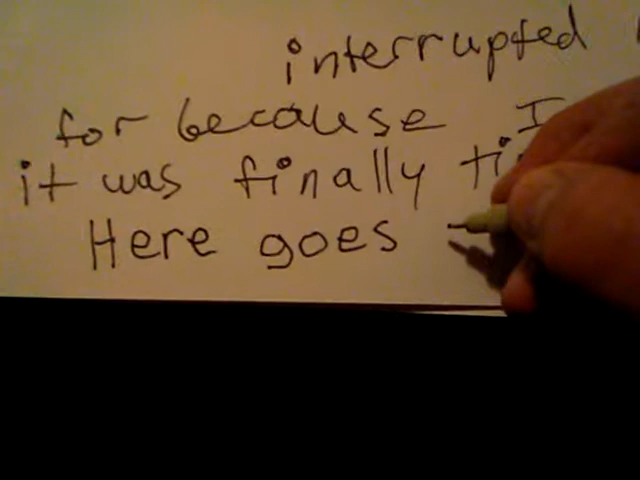 interrupted
for because I
it was finally
Here goes